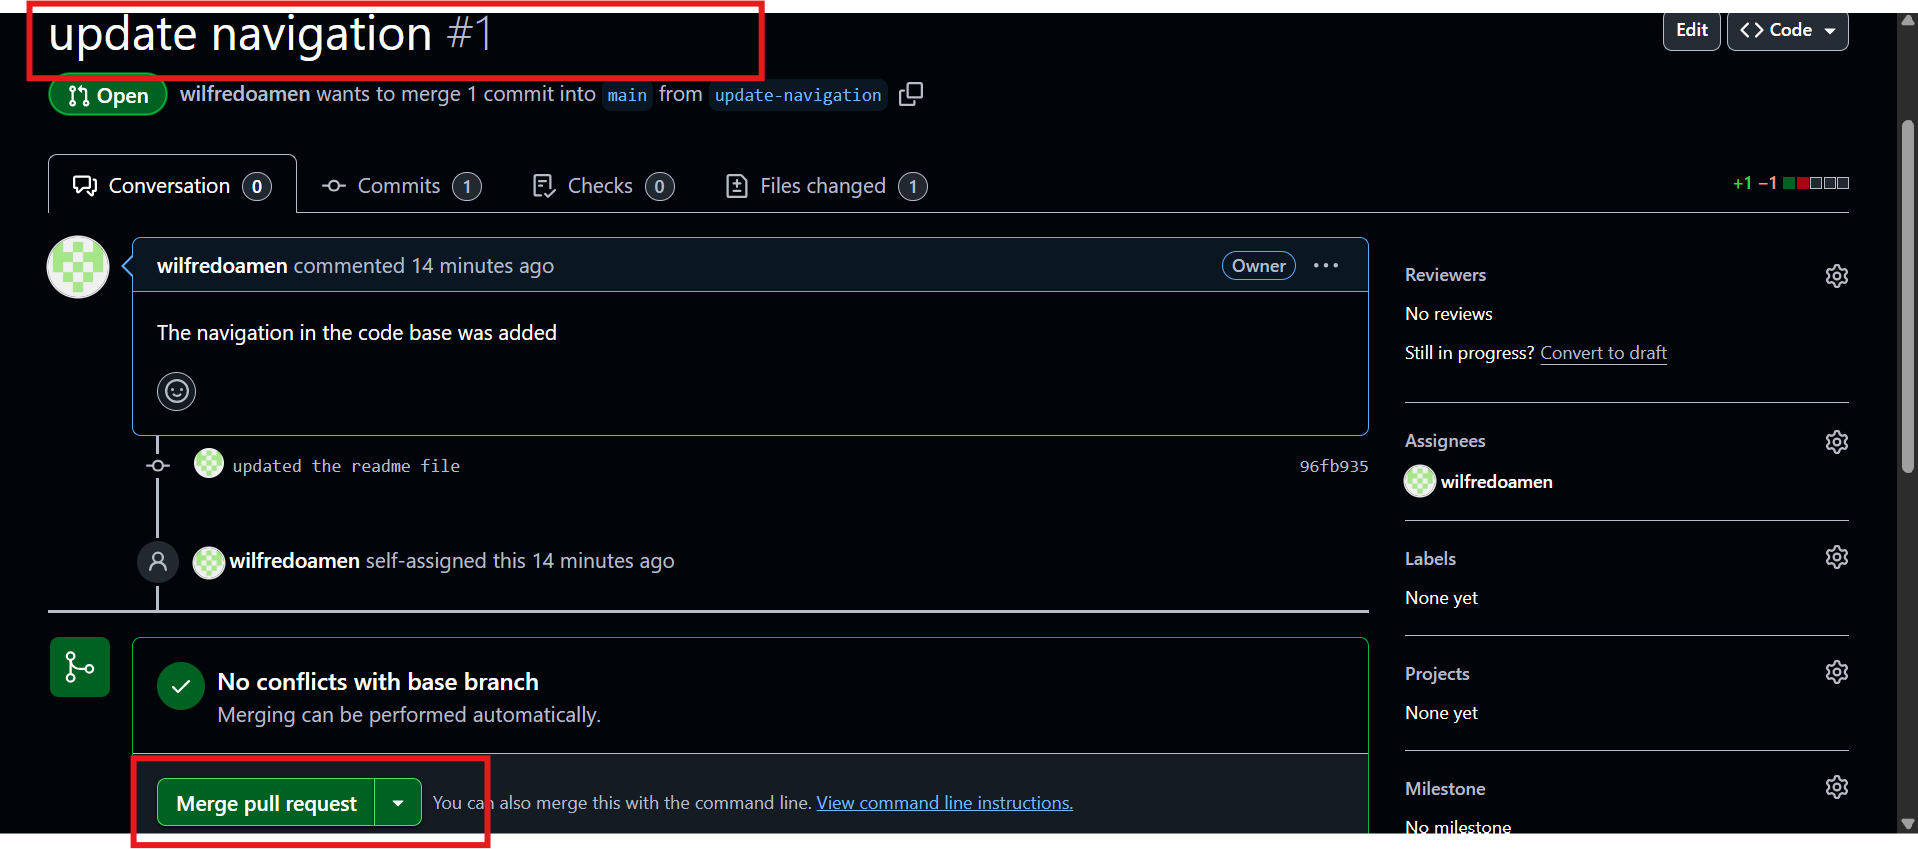 update navigation #1
Edit
<> Code
Open
wilfredoamen wants to merge 1 commit into main from update-navigation
Conversation 0
Commits 1
Checks 0
Files changed 1
+1 −1
wilfredoamen commented 14 minutes ago
Owner
The navigation in the code base was added
updated the readme file
96fb935
wilfredoamen self-assigned this 14 minutes ago
No conflicts with base branch
Merging can be performed automatically.
Merge pull request
You can also merge this with the command line. View command line instructions.
Reviewers
No reviews
Still in progress? Convert to draft
Assignees
wilfredoamen
Labels
None yet
Projects
None yet
Milestone
No milestone